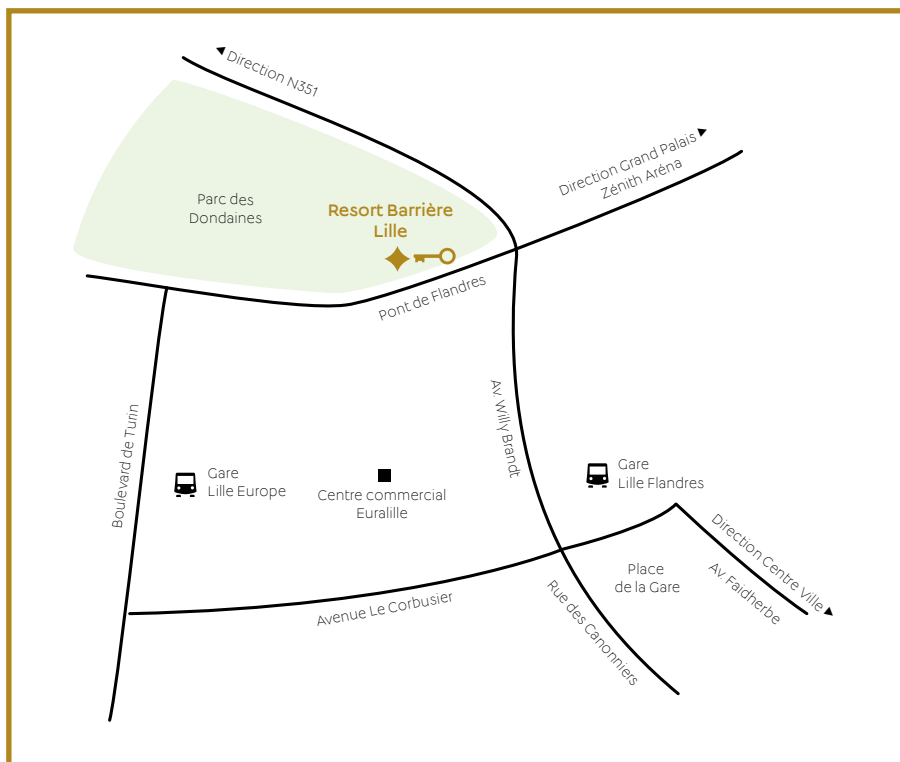 Direction N351
Direction Grand Palais
Zénith Aréna
Parc des
Dondaines
Resort Barrière
Lille
Pont de Flandres
Av. Willy Brandt
Boulevard de Turin
Gare
Lille Europe
Centre commercial
Euralille
Gare
Lille Flandres
Direction Centre Ville
Av. Faidherbe
Place
de la Gare
Avenue Le Corbusier
Rue des Canonniers